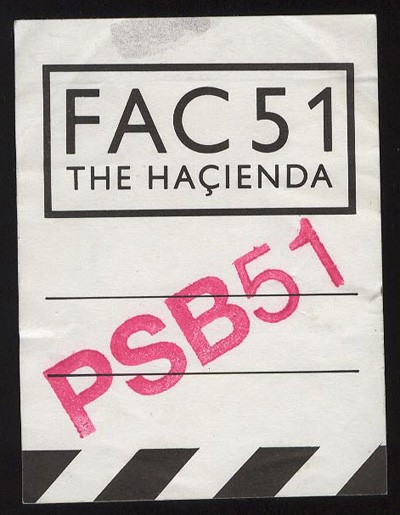 FAC 51
THE HAÇIENDA
PSB51